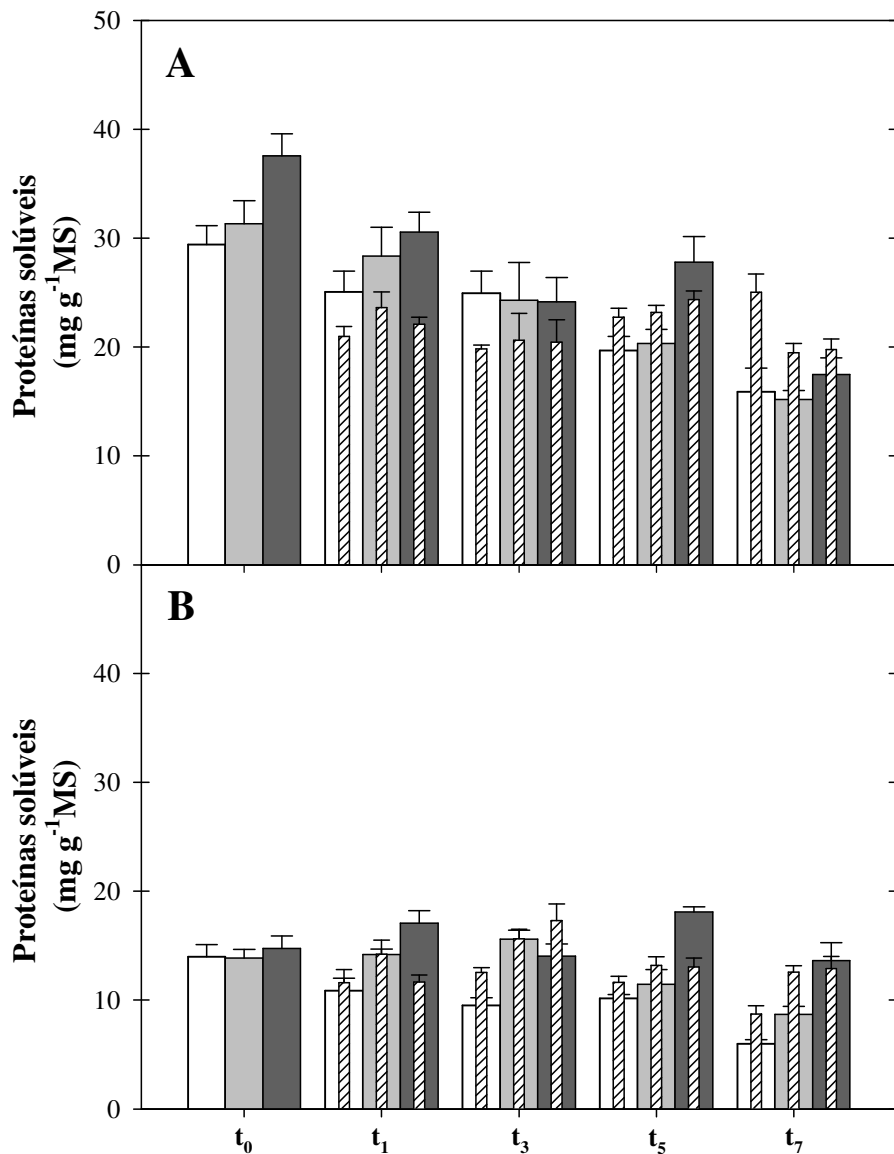 50
A
40
30
20
10
0
Proteínas solúveis
(mg g⁻¹MS)
B
40
30
20
10
0
Proteínas solúveis
(mg g⁻¹MS)
t₀ t₁ t₃ t₅ t₇